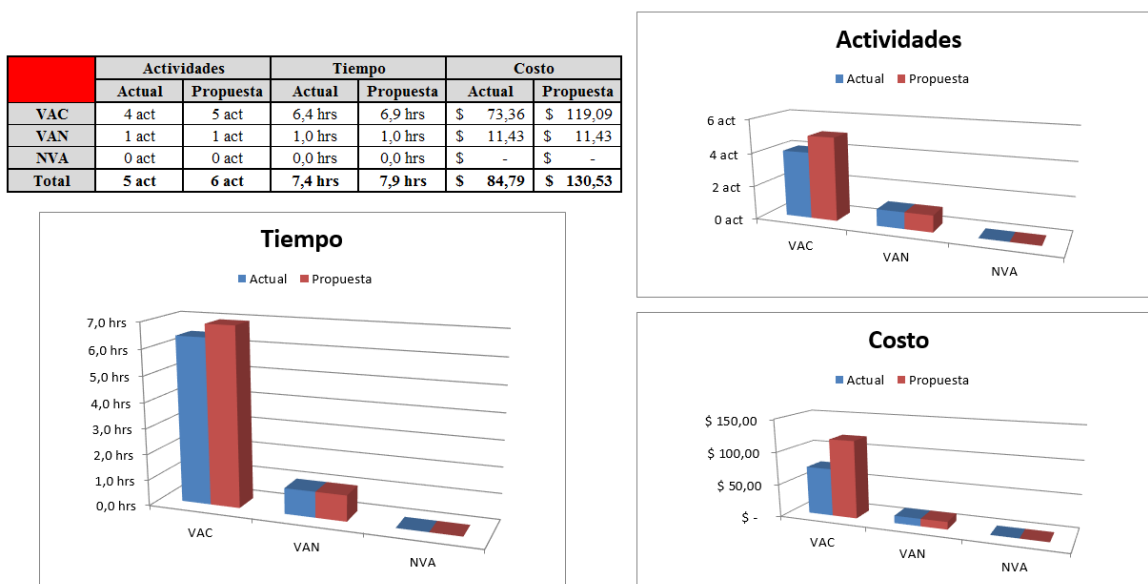 Actividades Tiempo Costo
Actual Propuesta Actual Propuesta Actual Propuesta
VAC 4 act 5 act 6,4 hrs 6,9 hrs $ 73,36 $ 119,09
VAN 1 act 1 act 1,0 hrs 1,0 hrs $ 11,43 $ 11,43
NVA 0 act 0 act 0,0 hrs 0,0 hrs $ - $ -
Total 5 act 6 act 7,4 hrs 7,9 hrs $ 84,79 $ 130,53
Actividades
Actual Propuesta
6 act
4 act
2 act
0 act
VAC
VAN
NVA
Tiempo
Actual Propuesta
7,0 hrs
6,0 hrs
5,0 hrs
4,0 hrs
3,0 hrs
2,0 hrs
1,0 hrs
0,0 hrs
VAC
VAN
NVA
Costo
Actual Propuesta
$ 150,00
$ 100,00
$ 50,00
$ -
VAC
VAN
NVA